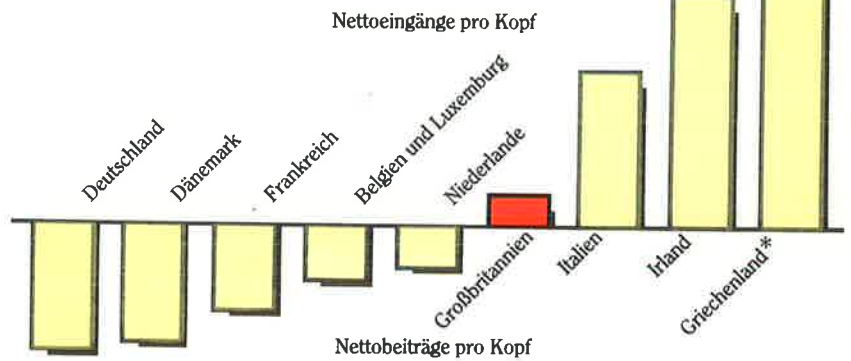 Nettoeingänge pro Kopf
Deutschland
Dänemark
Frankreich
Belgien und Luxemburg
Niederlande
Großbritannien
Italien
Irland
Griechenland*
Nettobeiträge pro Kopf